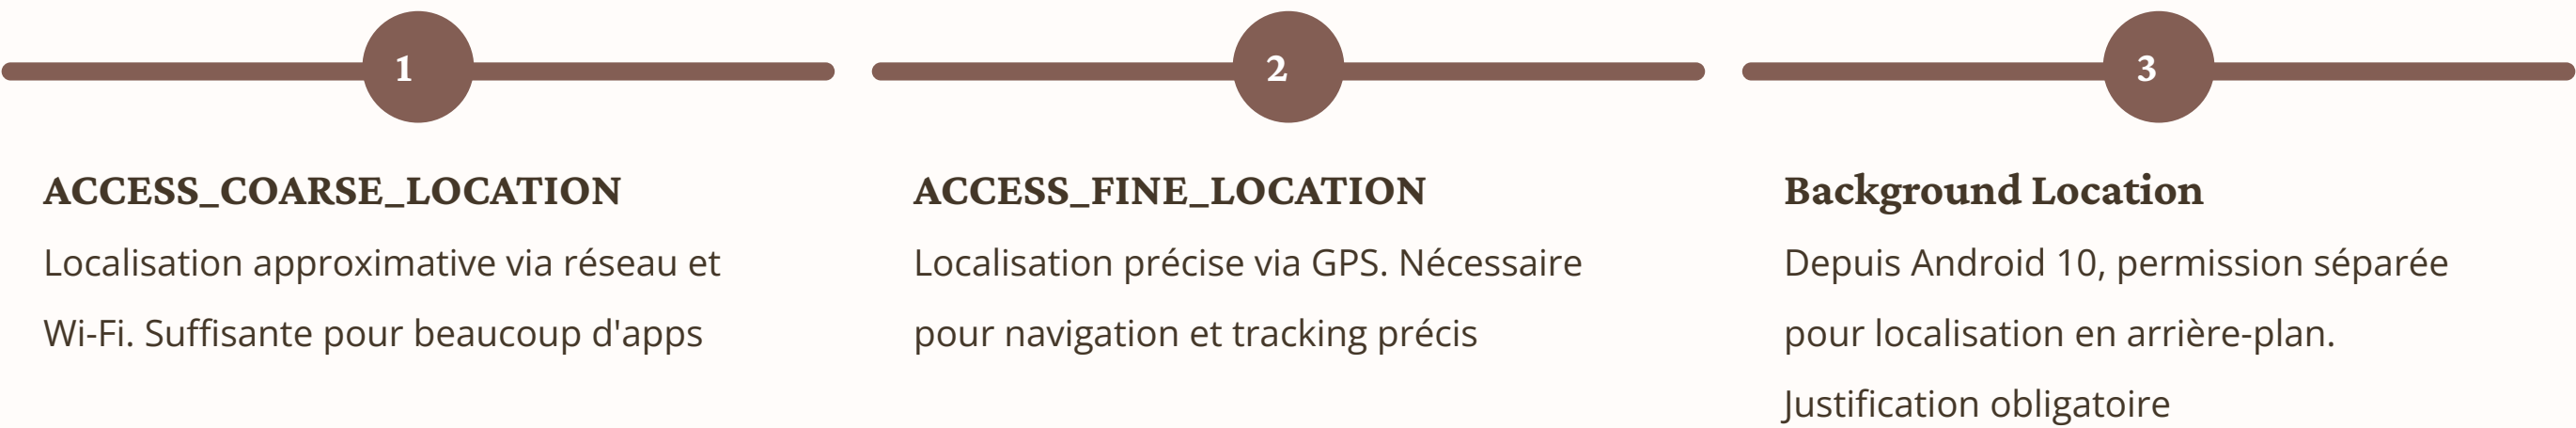 1
ACCESS_COARSE_LOCATION
Localisation approximative via réseau et
Wi-Fi. Suffisante pour beaucoup d'apps
2
ACCESS_FINE_LOCATION
Localisation précise via GPS. Nécessaire
pour navigation et tracking précis
3
Background Location
Depuis Android 10, permission séparée
pour localisation en arrière-plan.
Justification obligatoire